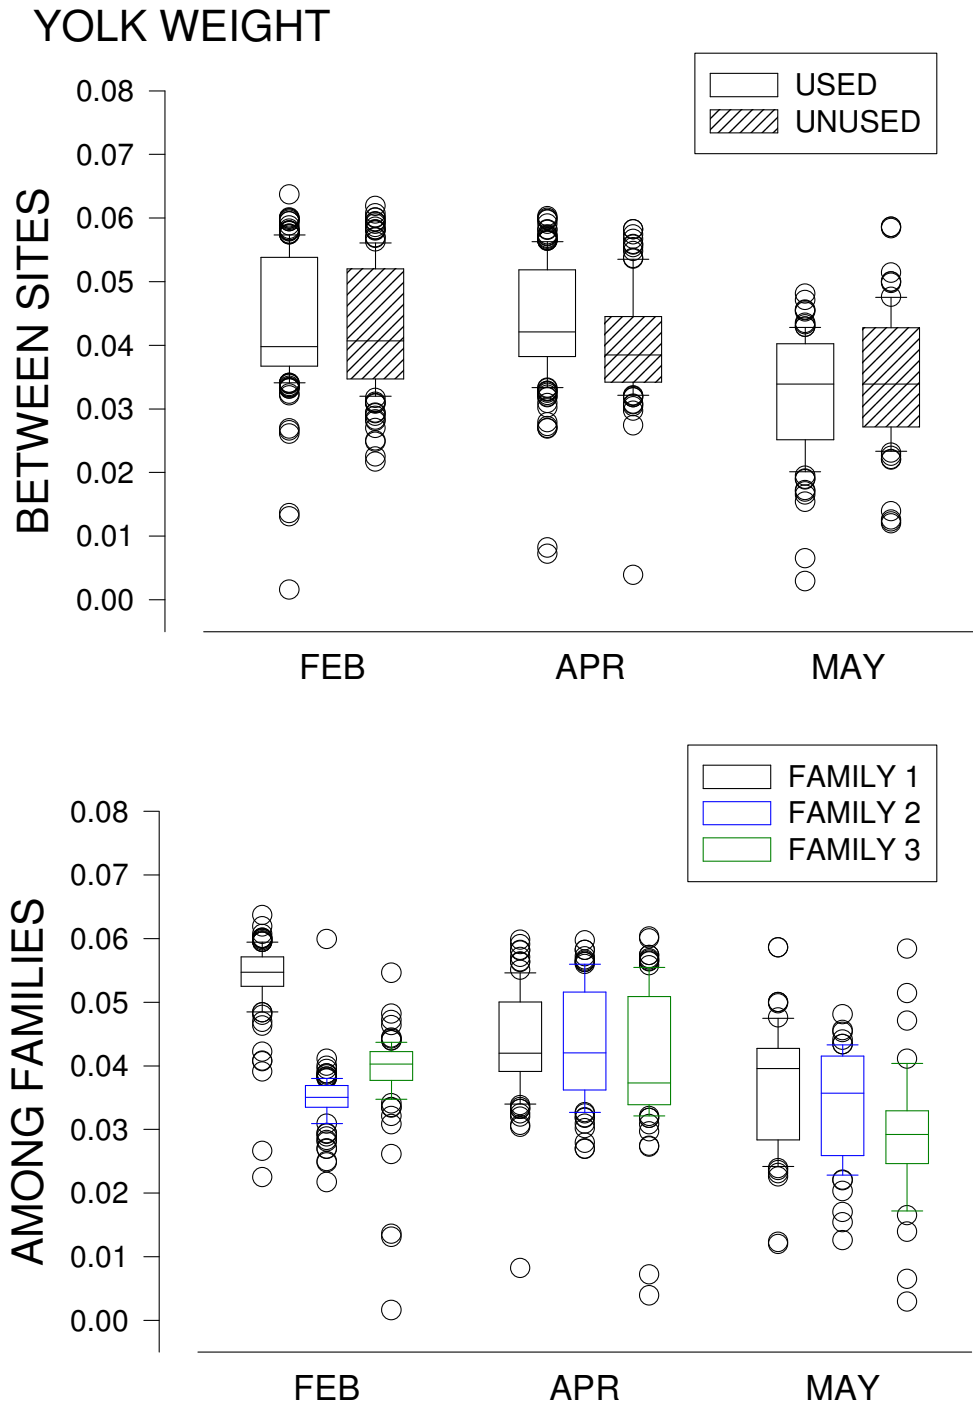 YOLK WEIGHT
USED
UNUSED
BETWEEN SITES
0.08
0.07
0.06
0.05
0.04
0.03
0.02
0.01
0.00
FEB APR MAY
FAMILY 1
FAMILY 2
FAMILY 3
AMONG FAMILIES
0.08
0.07
0.06
0.05
0.04
0.03
0.02
0.01
0.00
FEB APR MAY